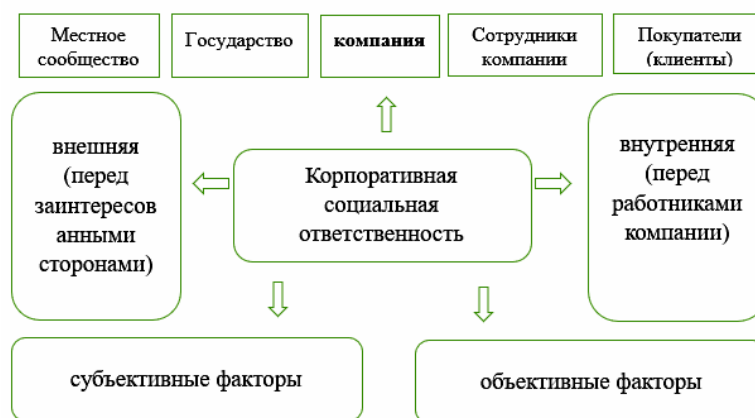 Местное
сообщество
Государство
компания
Сотрудники
компании
Покупатели
(клиенты)
внешняя
(перед
заинтересов
анными
сторонами)
Корпоративная
социальная
ответственность
внутренняя
(перед
работниками
компании)
субъективные факторы
объективные факторы